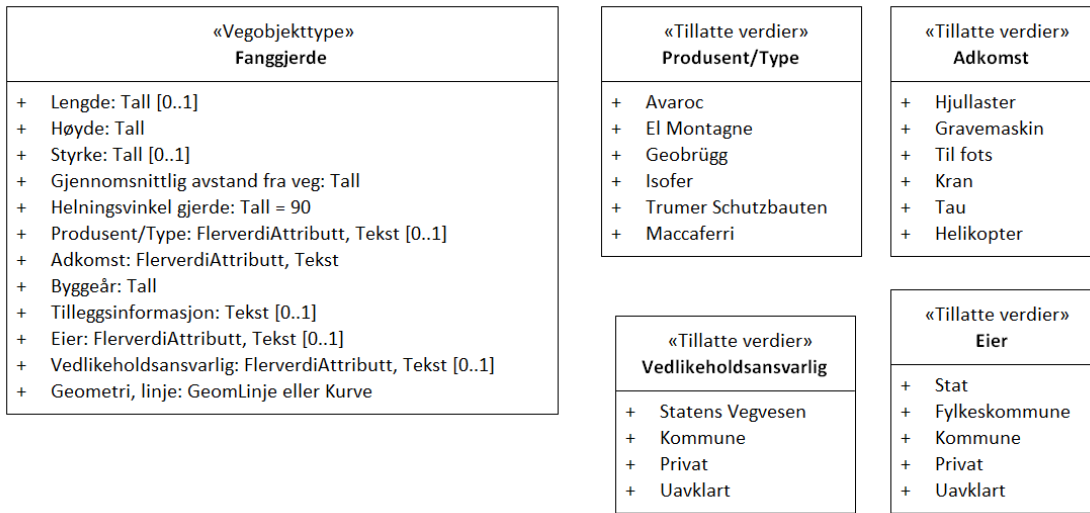 «Vegobjekttype»
Fanggjerde
+ Lengde: Tall [0..1]
+ Høyde: Tall
+ Styrke: Tall [0..1]
+ Gjennomsnittlig avstand fra veg: Tall
+ Helningsvinkel gjerde: Tall = 90
+ Produsent/Type: FlerverdiAttributt, Tekst [0..1]
+ Adkomst: FlerverdiAttributt, Tekst
+ Byggeår: Tall
+ Tilleggsinformasjon: Tekst [0..1]
+ Eier: FlerverdiAttributt, Tekst [0..1]
+ Vedlikeholdsansvarlig: FlerverdiAttributt, Tekst [0..1]
+ Geometri, linje: GeomLinje eller Kurve
«Tillatte verdier»
Produsent/Type
+ Avaroc
+ El Montagne
+ Geobrügg
+ Isofer
+ Trumer Schutzbauten
+ Maccaferri
«Tillatte verdier»
Adkomst
+ Hjullaster
+ Gravemaskin
+ Til fots
+ Kran
+ Tau
+ Helikopter
«Tillatte verdier»
Vedlikeholdsansvarlig
+ Statens Vegvesen
+ Kommune
+ Privat
+ Uavklart
«Tillatte verdier»
Eier
+ Stat
+ Fylkeskommune
+ Kommune
+ Privat
+ Uavklart